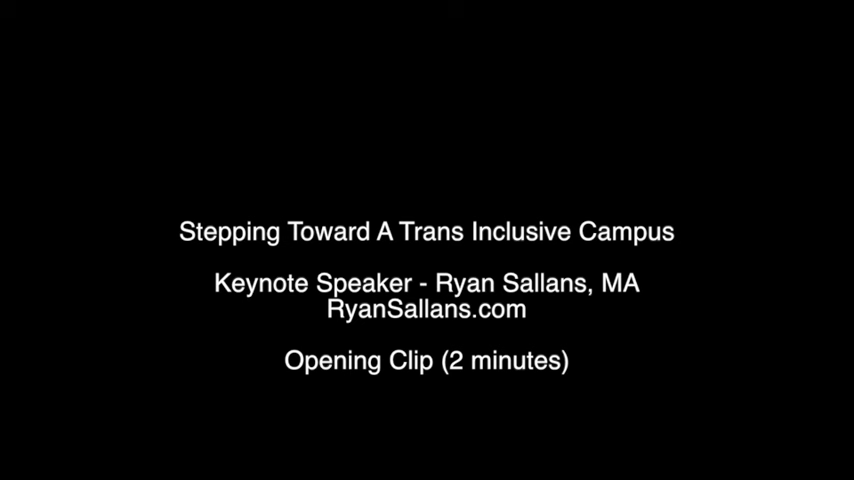 Stepping Toward A Trans Inclusive Campus
Keynote Speaker - Ryan Sallans, MA
RyanSallans.com
Opening Clip (2 minutes)